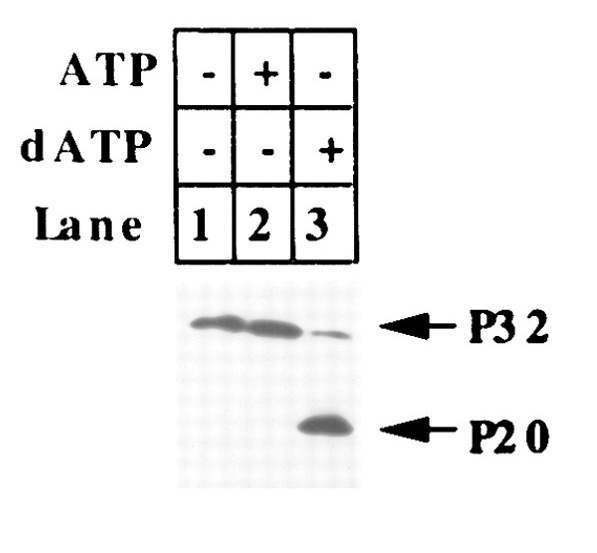 ATP - + -
dATP - - +
Lane 1 2 3
P32
P20